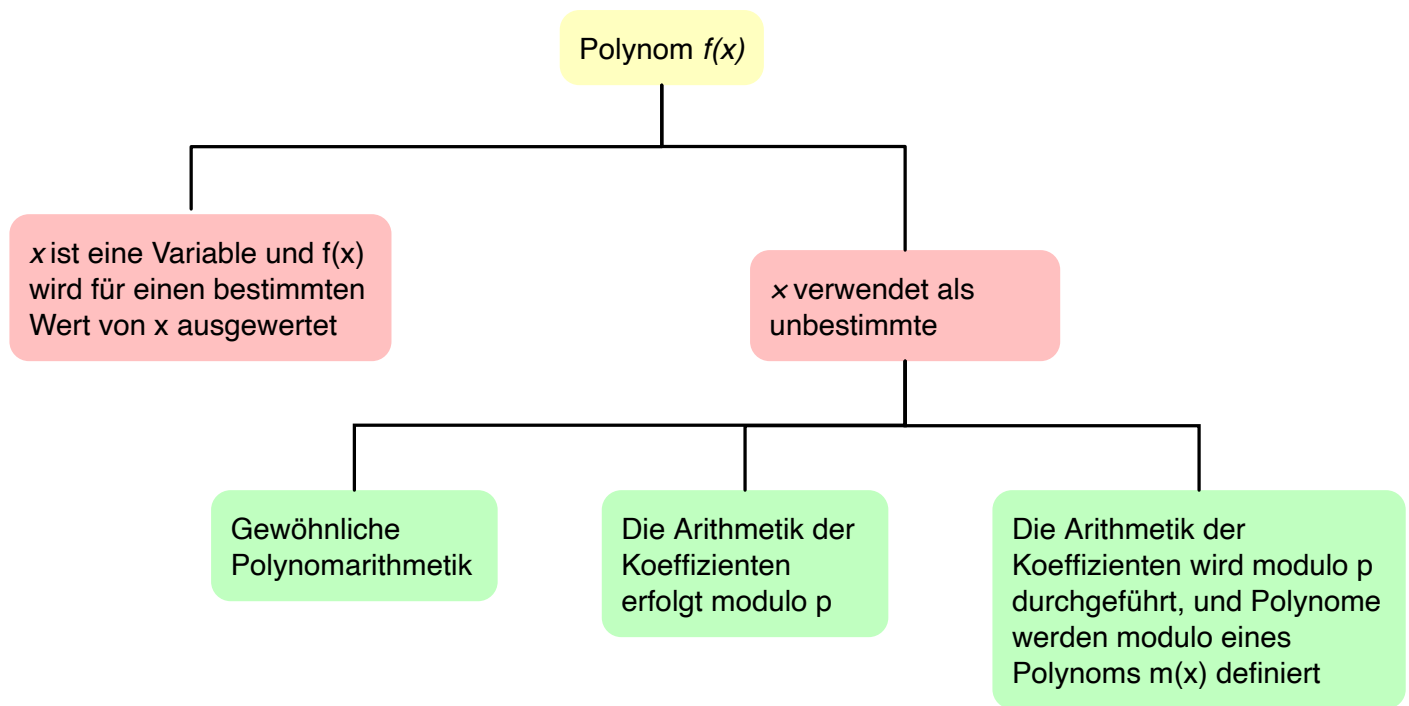 Polynom f(x)
x ist eine Variable und f(x)
wird für einen bestimmten
Wert von x ausgewertet
x verwendet als
unbestimmte
Gewöhnliche
Polynomarithmetik
Die Arithmetik der
Koeffizienten
erfolgt modulo p
Die Arithmetik der
Koeffizienten wird modulo p
durchgeführt, und Polynome
werden modulo eines
Polynoms m(x) definiert